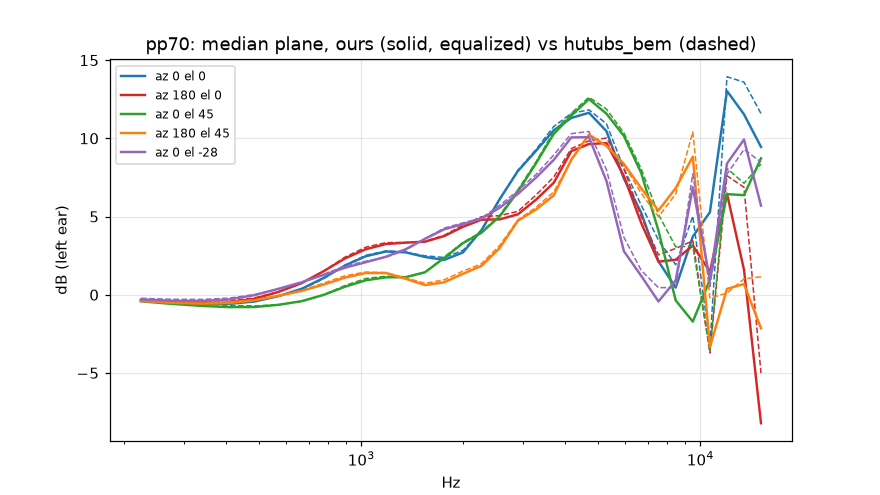 pp70: median plane, ours (solid, equalized) vs hutubs_bem (dashed)
15
10
5
0
−5
dB (left ear)
az 0 el 0
az 180 el 0
az 0 el 45
az 180 el 45
az 0 el -28
10³
10⁴
Hz